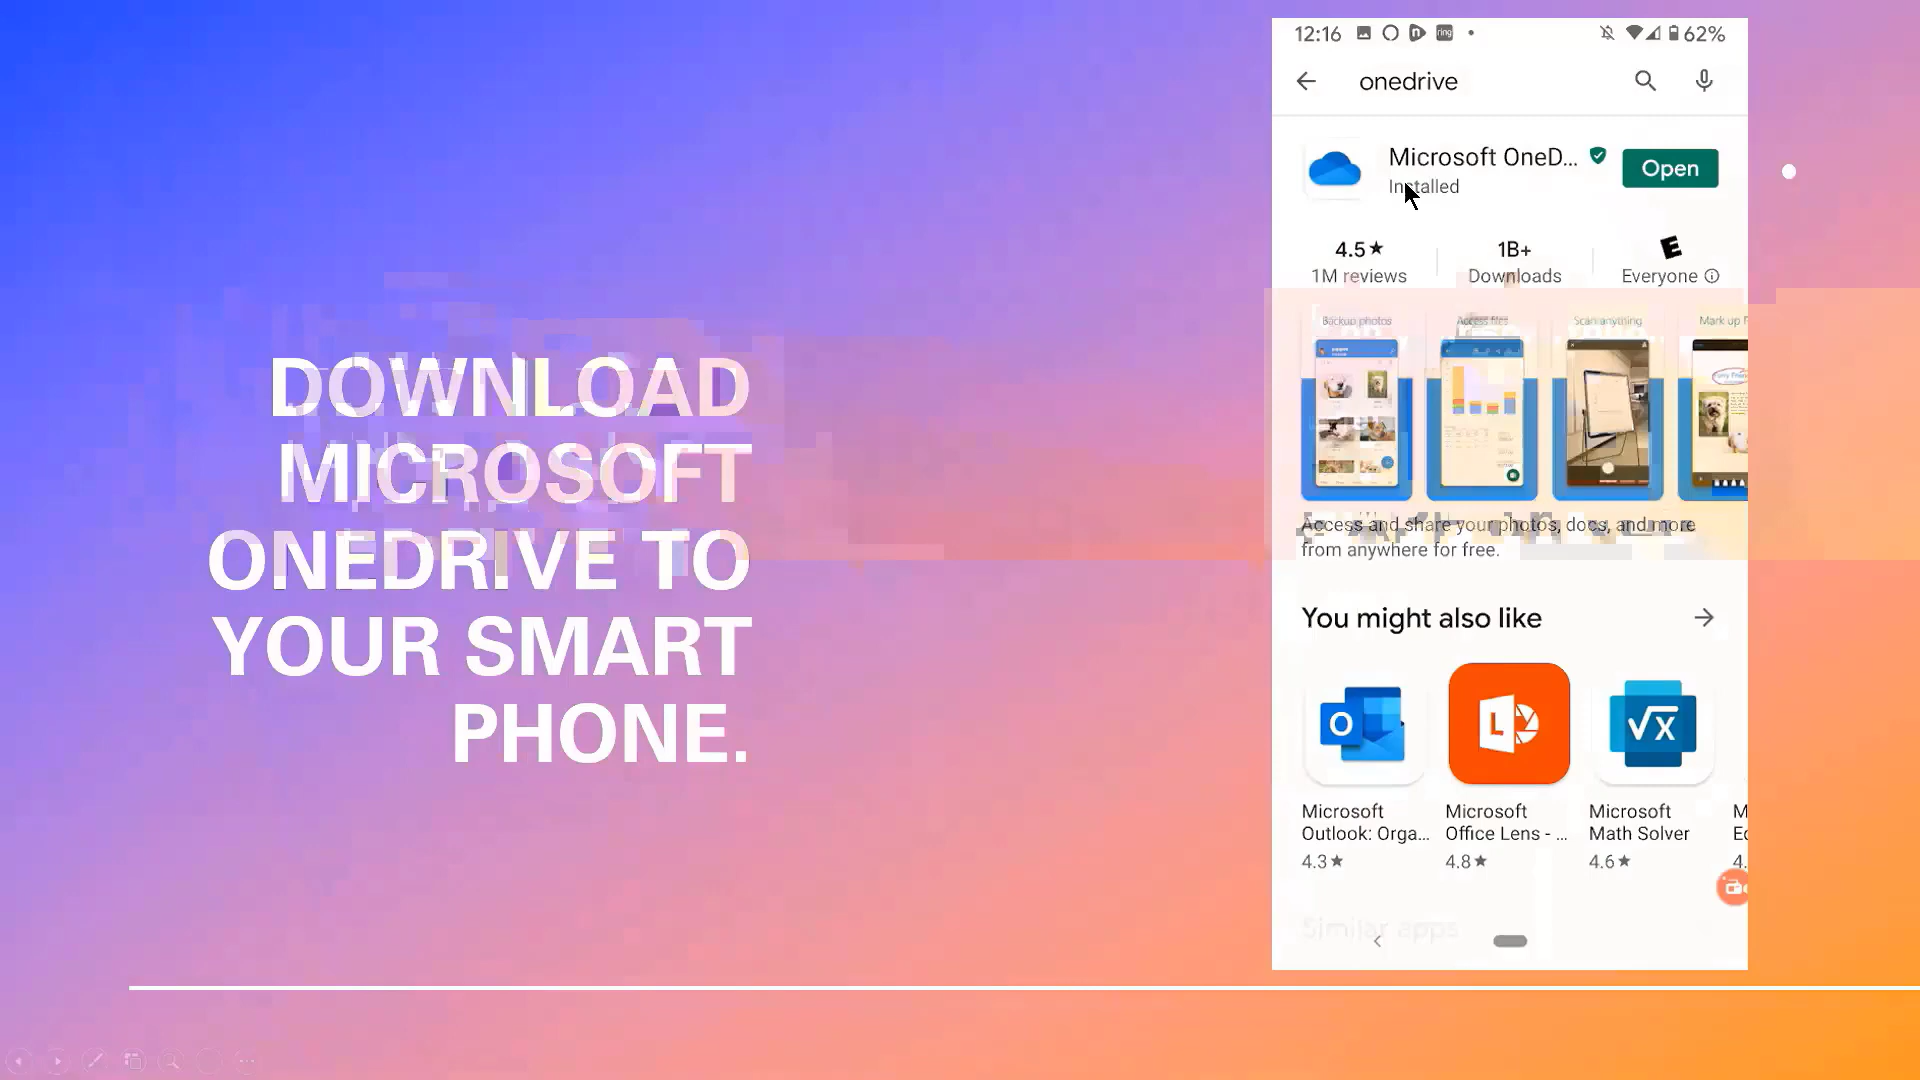 DOWNLOAD
MICROSOFT
ONEDRIVE TO
YOUR SMART
PHONE.
12:16
ring
62%
onedrive
Microsoft OneD...
Installed
Open
4.5★
1M reviews
1B+
Downloads
E
Everyone
Backup photos
Access files
Scan anything
Mark up
Access and share your photos, docs, and more
from anywhere for free.
You might also like
Microsoft
Outlook: Orga...
4.3★
Microsoft
Office Lens - ...
4.8★
Microsoft
Math Solver
4.6★
Similar apps